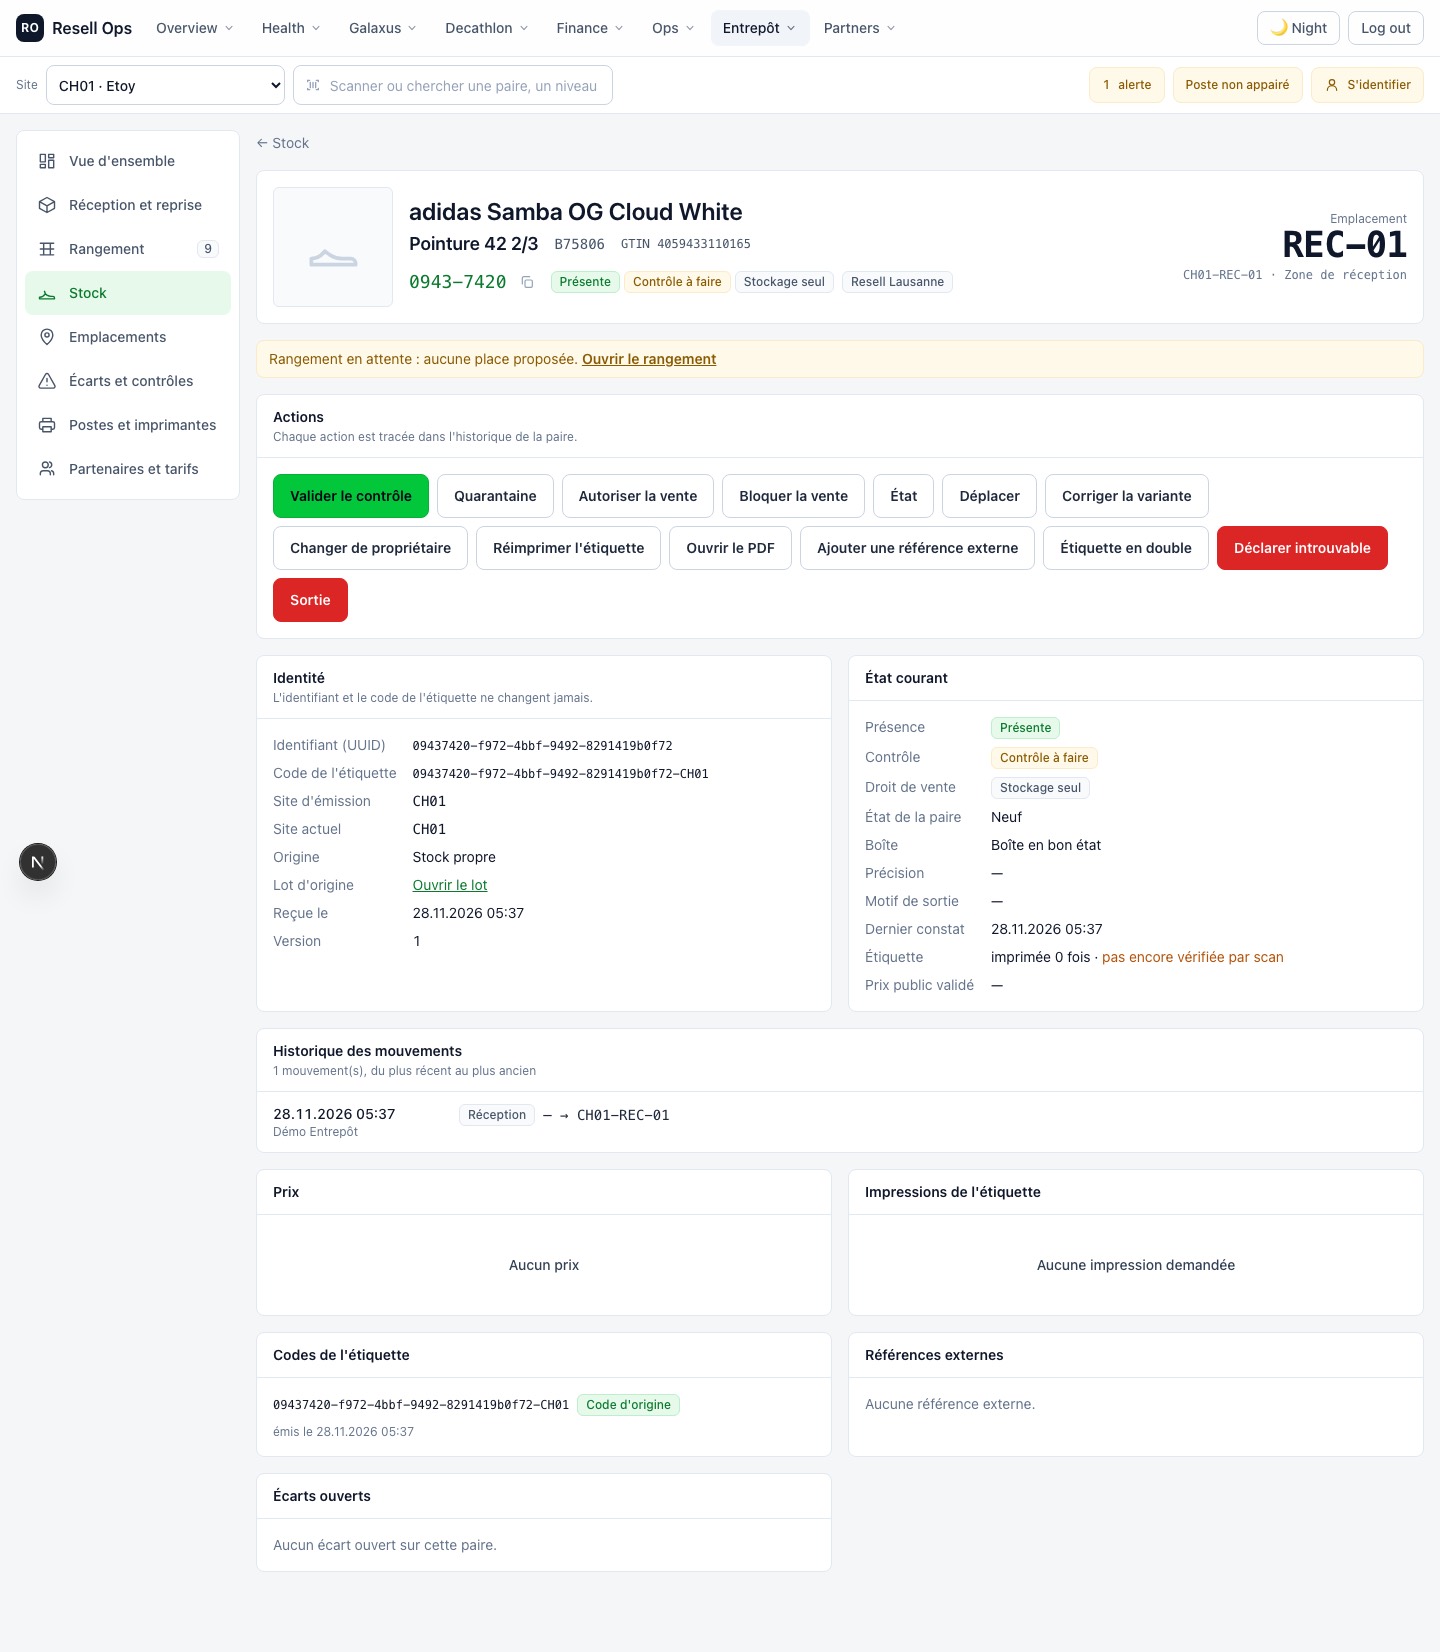 RO Resell Ops Overview Health Galaxus Decathlon Finance Ops Entrepôt Partners 🌙 Night Log out
Site CH01 · Etoy Scanner ou chercher une paire, un niveau 1 alerte Poste non appairé S'identifier
Vue d'ensemble
Réception et reprise
Rangement 9
Stock
Emplacements
Écarts et contrôles
Postes et imprimantes
Partenaires et tarifs
N
← Stock
adidas Samba OG Cloud White
Pointure 42 2/3 B75806 GTIN 4059433110165
0943-7420 Présente Contrôle à faire Stockage seul Resell Lausanne
Emplacement
REC-01
CH01-REC-01 · Zone de réception
Rangement en attente : aucune place proposée. Ouvrir le rangement
Actions
Chaque action est tracée dans l'historique de la paire.
Valider le contrôle Quarantaine Autoriser la vente Bloquer la vente État Déplacer Corriger la variante
Changer de propriétaire Réimprimer l'étiquette Ouvrir le PDF Ajouter une référence externe Étiquette en double Déclarer introuvable
Sortie
Identité
L'identifiant et le code de l'étiquette ne changent jamais.
Identifiant (UUID) 09437420-f972-4bbf-9492-8291419b0f72
Code de l'étiquette 09437420-f972-4bbf-9492-8291419b0f72-CH01
Site d'émission CH01
Site actuel CH01
Origine Stock propre
Lot d'origine Ouvrir le lot
Reçue le 28.11.2026 05:37
Version 1
État courant
Présence Présente
Contrôle Contrôle à faire
Droit de vente Stockage seul
État de la paire Neuf
Boîte Boîte en bon état
Précision —
Motif de sortie —
Dernier constat 28.11.2026 05:37
Étiquette imprimée 0 fois · pas encore vérifiée par scan
Prix public validé —
Historique des mouvements
1 mouvement(s), du plus récent au plus ancien
28.11.2026 05:37 Réception — → CH01-REC-01
Démo Entrepôt
Prix
Aucun prix
Impressions de l'étiquette
Aucune impression demandée
Codes de l'étiquette
09437420-f972-4bbf-9492-8291419b0f72-CH01 Code d'origine
émis le 28.11.2026 05:37
Références externes
Aucune référence externe.
Écarts ouverts
Aucun écart ouvert sur cette paire.